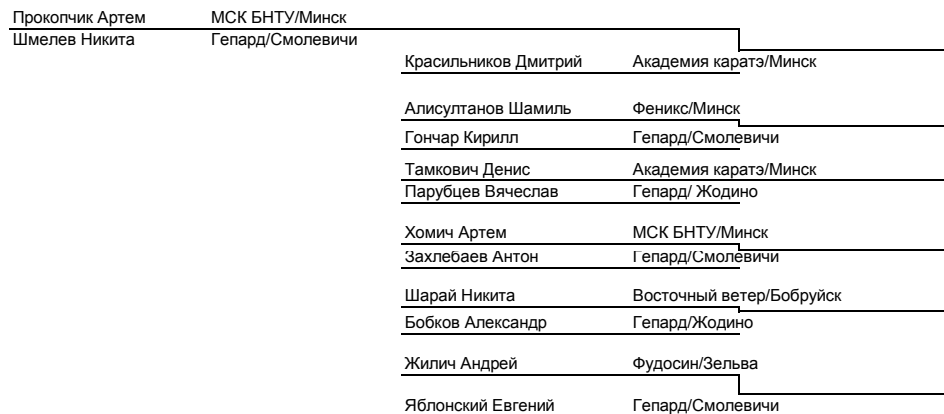 Прокопчик Артем МСК БНТУ/Минск
Шмелев Никита Гепард/Смолевичи
Красильников Дмитрий Академия каратэ/Минск
Алисултанов Шамиль Феникс/Минск
Гончар Кирилл Гепард/Смолевичи
Тамкович Денис Академия каратэ/Минск
Парубцев Вячеслав Гепард/ Жодино
Хомич Артем МСК БНТУ/Минск
Захлебаев Антон Гепард/Смолевичи
Шарай Никита Восточный ветер/Бобруйск
Бобков Александр Гепард/Жодино
Жилич Андрей Фудосин/Зельва
Яблонский Евгений Гепард/Смолевичи